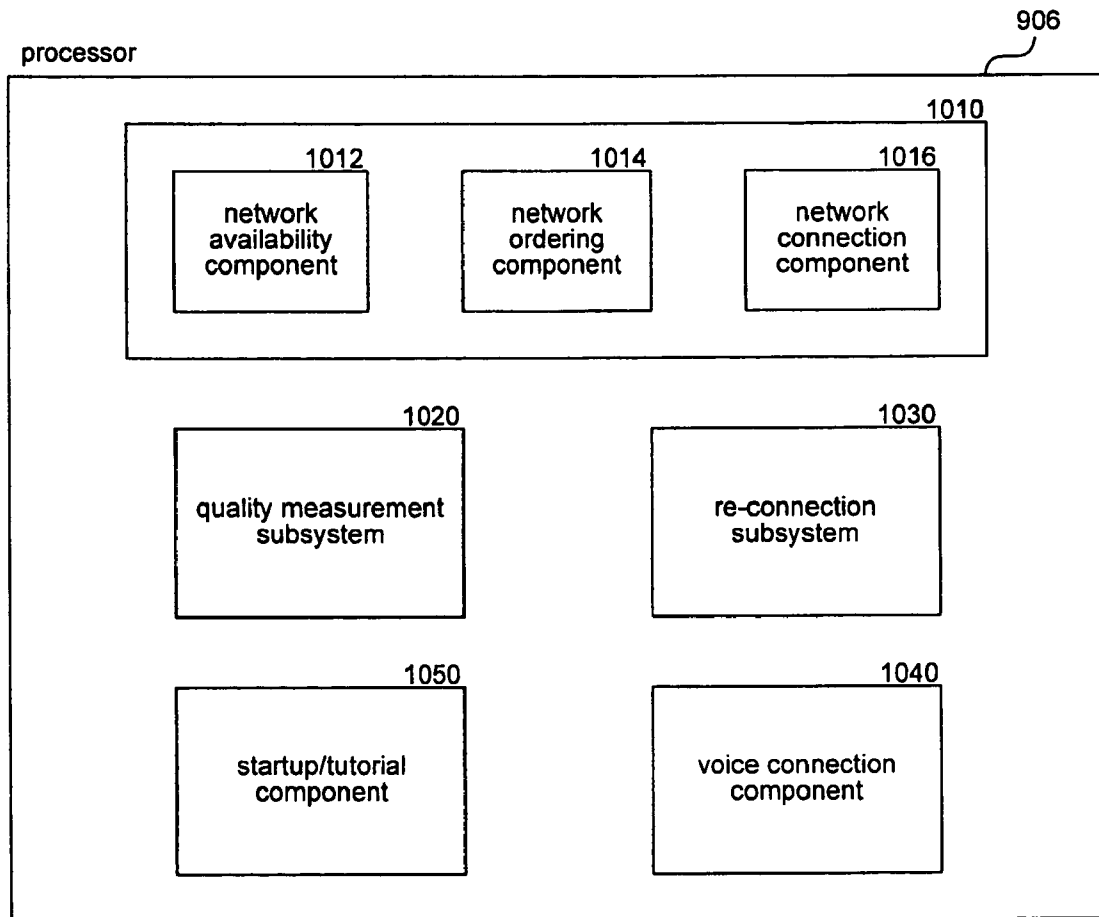 906
processor
1010
1012
1014
1016
network
availability
component
network
ordering
component
network
connection
component
1020
1030
quality measurement
subsystem
re-connection
subsystem
1050
1040
startup/tutorial
component
voice connection
component